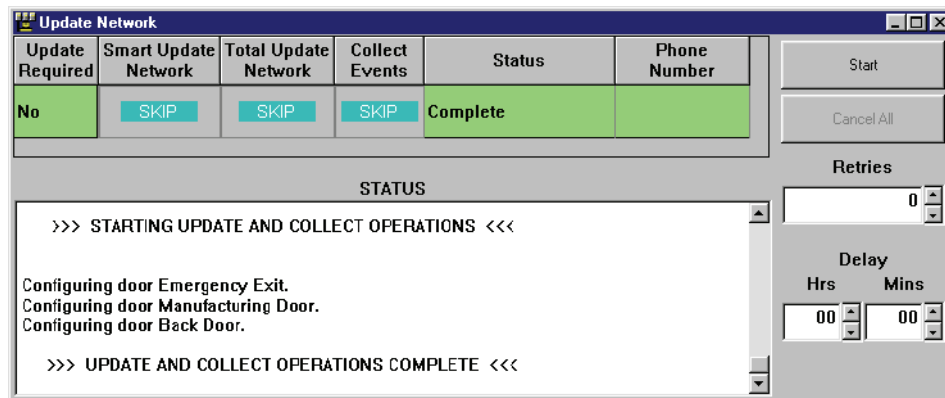 Update Network
Update Required Smart Update Network Total Update Network Collect Events Status Phone Number
No SKIP SKIP SKIP Complete
Start
Cancel All
Retries
0
Delay
Hrs Mins
00 00
STATUS
>>> STARTING UPDATE AND COLLECT OPERATIONS <<<
Configuring door Emergency Exit.
Configuring door Manufacturing Door.
Configuring door Back Door.
>>> UPDATE AND COLLECT OPERATIONS COMPLETE <<<